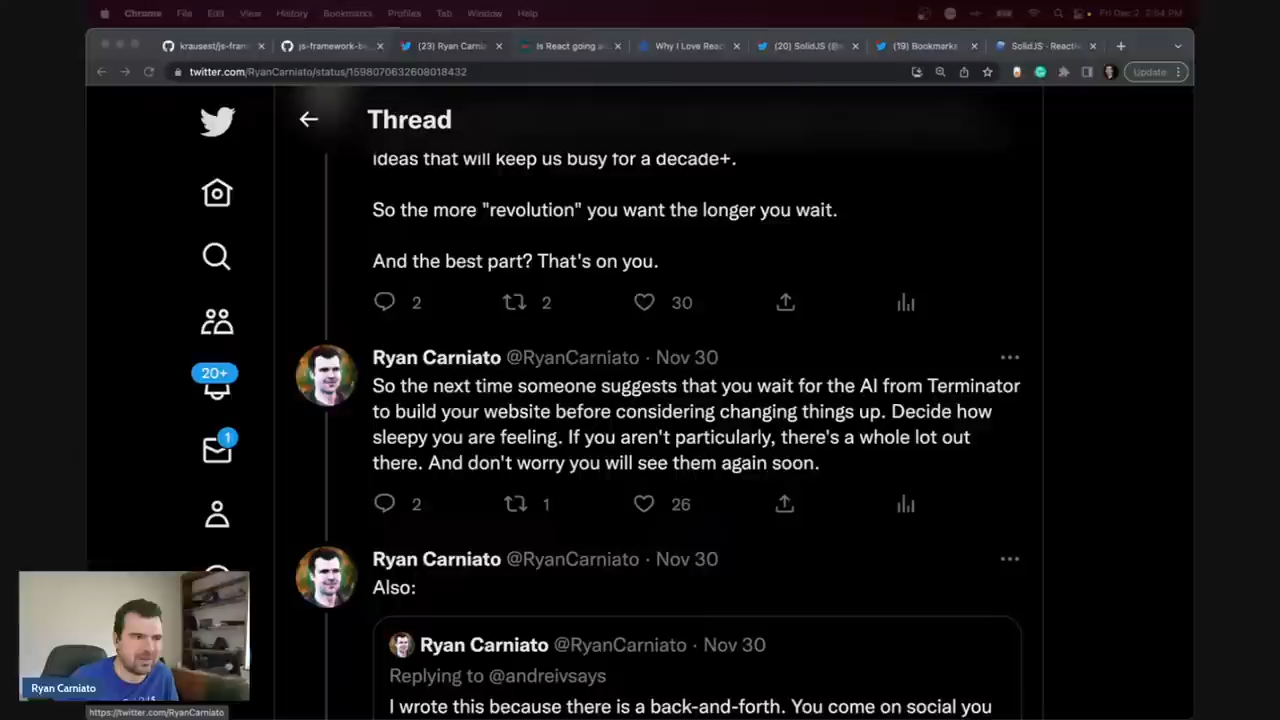 Chrome File Edit View History Bookmarks Profiles Tab Window Help Fri Dec 2
krausest/js-fram
js-framework-be
(23) Ryan Carnia
Is React going a
Why I Love Reac
(20) SolidJS (@
(19) Bookmarks
SolidJS · Reacti
twitter.com/RyanCarniato/status/1598070632608018432
Update
Thread
ideas that will keep us busy for a decade+.
So the more "revolution" you want the longer you wait.
And the best part? That's on you.
2 2 30
Ryan Carniato @RyanCarniato · Nov 30
So the next time someone suggests that you wait for the AI from Terminator
to build your website before considering changing things up. Decide how
sleepy you are feeling. If you aren't particularly, there's a whole lot out
there. And don't worry you will see them again soon.
2 1 26
20+
1
Ryan Carniato @RyanCarniato · Nov 30
Also:
Ryan Carniato @RyanCarniato · Nov 30
Replying to @andreivsays
I wrote this because there is a back-and-forth. You come on social you
Ryan Carniato
https://twitter.com/RyanCarniato